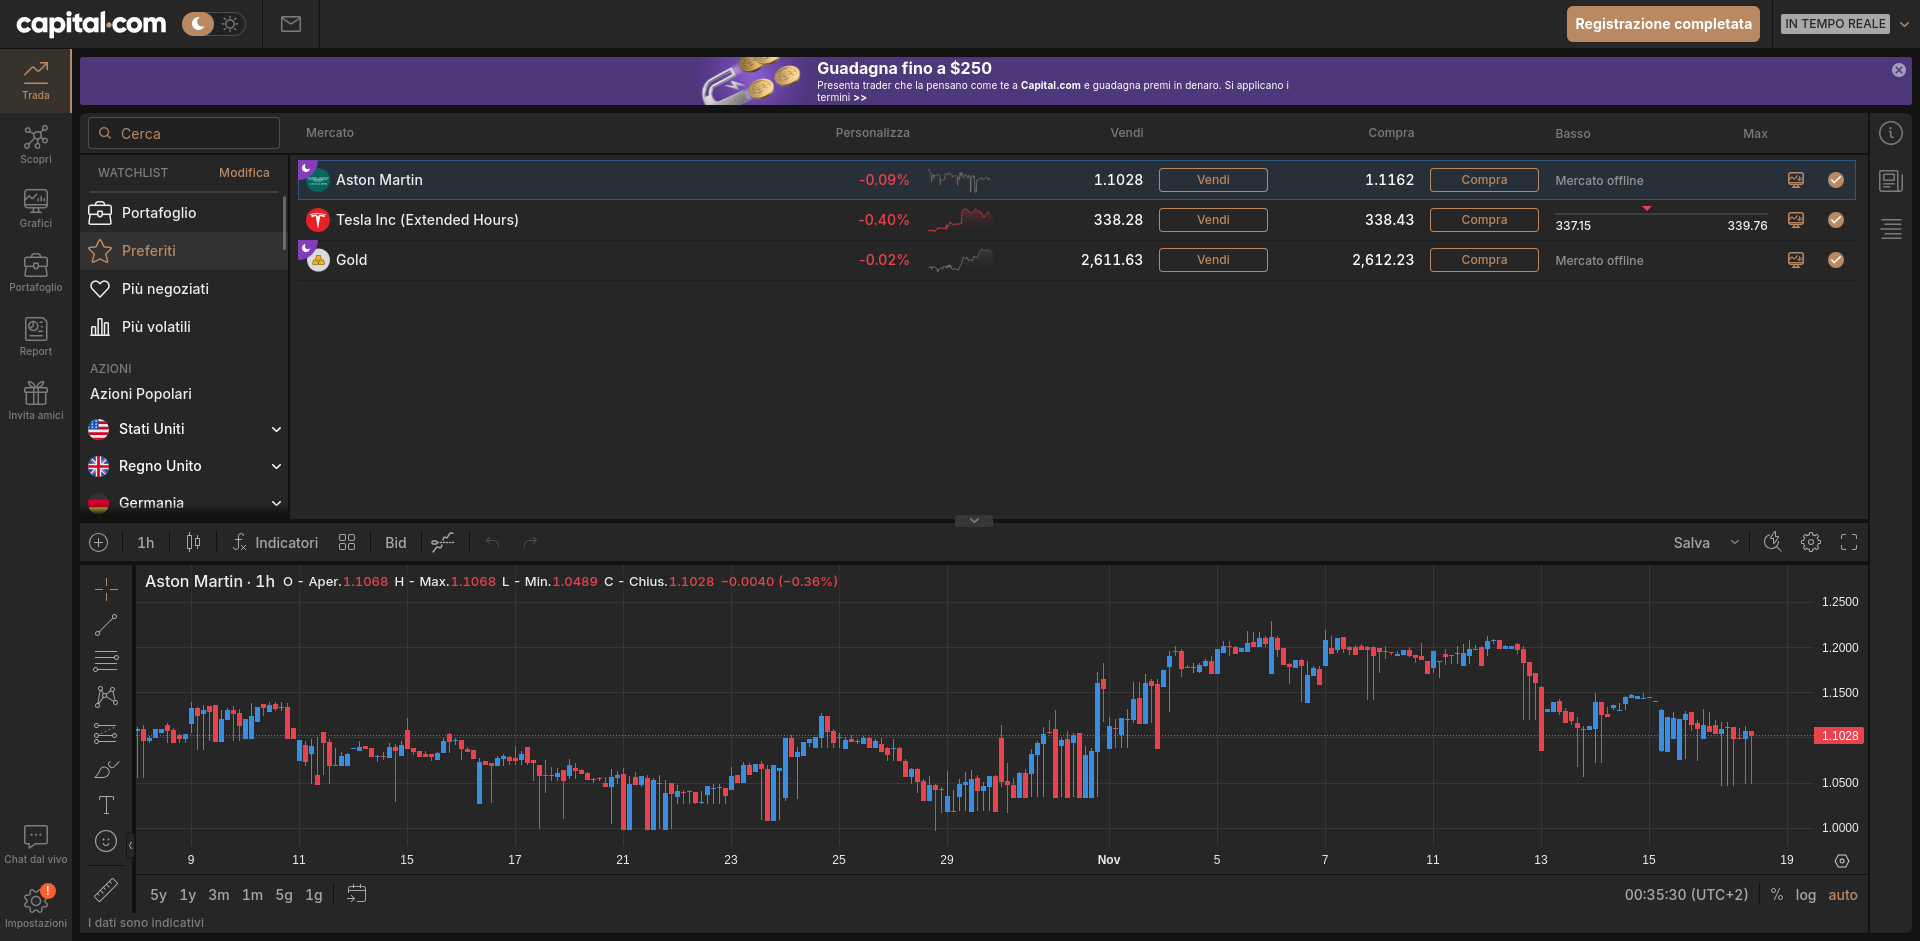 capital.com
Registrazione completata
IN TEMPO REALE
Trada
Scopri
Grafici
Portafoglio
Report
Invita amici
Chat dal vivo
!
Impostazioni
Guadagna fino a $250
Presenta trader che la pensano come te a Capital.com e guadagna premi in denaro. Si applicano i
termini >>
Cerca
Mercato Personalizza Vendi Compra Basso Max
WATCHLIST Modifica
Portafoglio
Preferiti
Più negoziati
Più volatili
AZIONI
Azioni Popolari
Stati Uniti
Regno Unito
Germania
Aston Martin -0.09% 1.1028 Vendi 1.1162 Compra Mercato offline
Tesla Inc (Extended Hours) -0.40% 338.28 Vendi 338.43 Compra 337.15 339.76
Gold -0.02% 2,611.63 Vendi 2,612.23 Compra Mercato offline
1h Indicatori Bid Salva
Aston Martin · 1h O - Aper.1.1068 H - Max.1.1068 L - Min.1.0489 C - Chius.1.1028 −0.0040 (−0.36%)
1.2500
1.2000
1.1500
1.1028
1.0500
1.0000
9 11 15 17 21 23 25 29 Nov 5 7 11 13 15 19
5y 1y 3m 1m 5g 1g
00:35:30 (UTC+2) % log auto
I dati sono indicativi